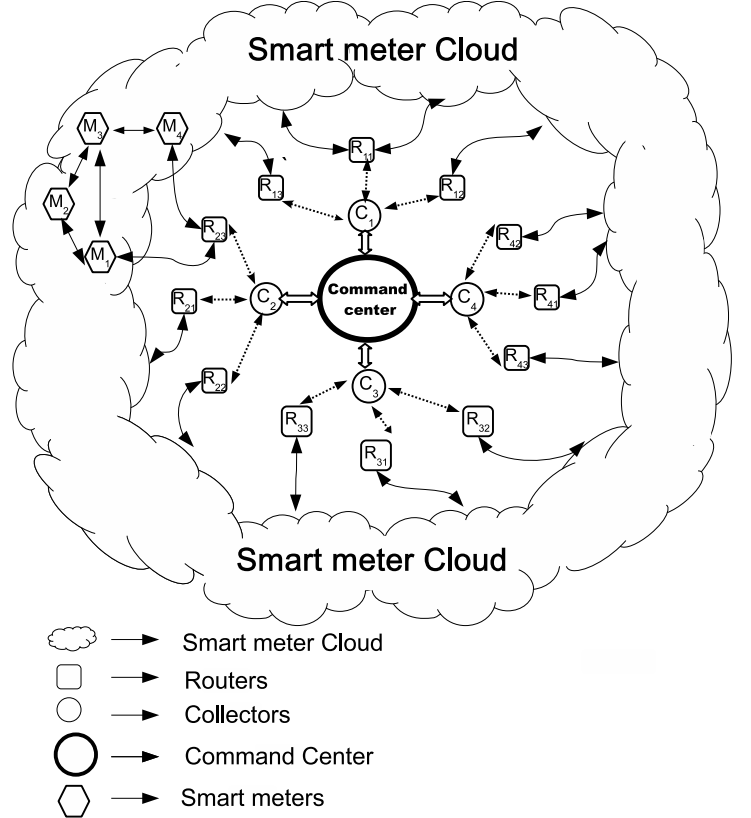 Smart meter Cloud
M3
M4
R11
R13
R12
M2
C1
R23
R42
M1
Command
center
R21
C2
C4
R41
R43
R22
C3
R33
R32
R31
Smart meter Cloud
Smart meter Cloud
Routers
Collectors
Command Center
Smart meters